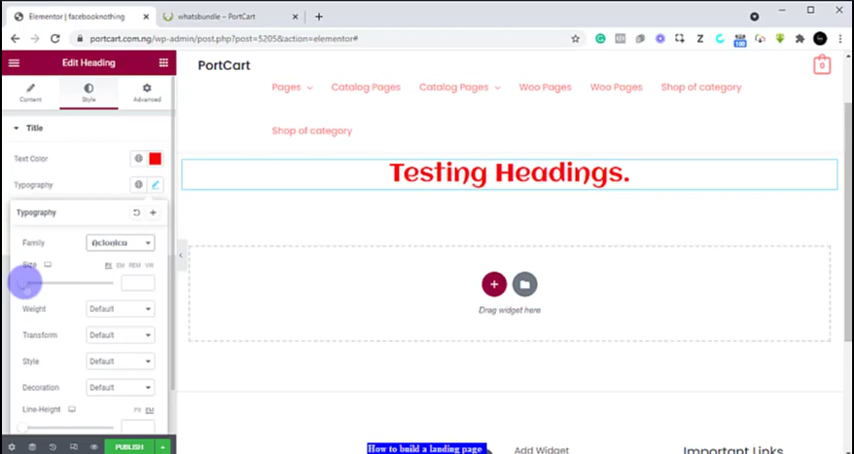 Elementor | facebooknothing
whatsbundle – PortCart
portcart.com.ng/wp-admin/post.php?post=5205&action=elementor#
Edit Heading
Content Style Advanced
Title
Text Color
Typography
Typography
Family Aclonica
Size PX EM REM VW
Weight Default
Transform Default
Style Default
Decoration Default
Line-Height PX EM
PUBLISH
PortCart
0
Pages Catalog Pages Catalog Pages Woo Pages Woo Pages Shop of category
Shop of category
Testing Headings.
Drag widget here
How to build a landing page
Add Widget
Important Links